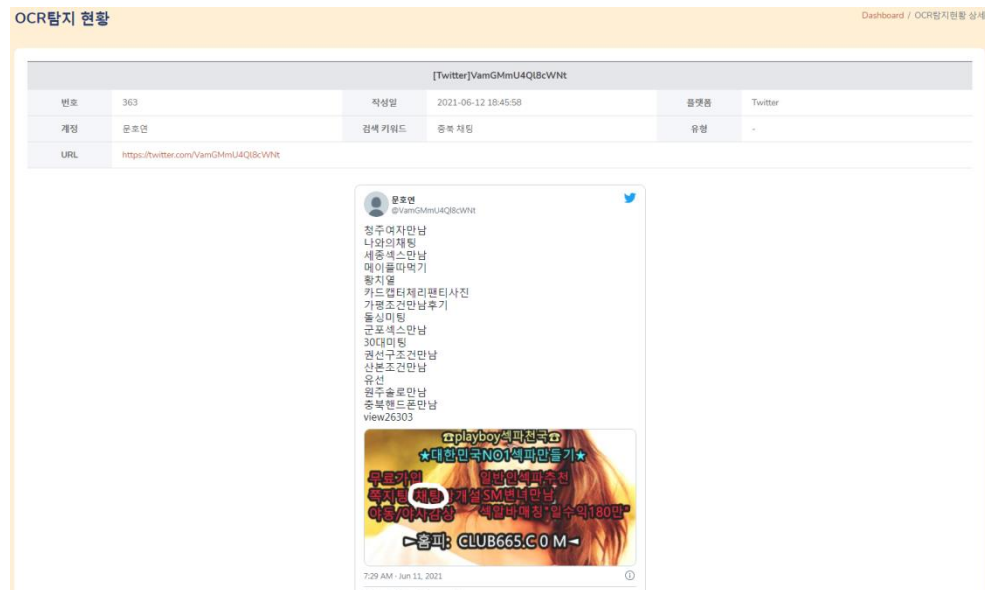 OCR탐지 현황
Dashboard / OCR탐지현황 상세
[Twitter]VamGMmU4Ql8cWNt
번호 363 작성일 2021-06-12 18:45:58 플랫폼 Twitter
계정 문호연 검색 키워드 충북 채팅 유형 -
URL https://twitter.com/VamGMmU4Ql8cWNt
문호연
@VamGMmU4Ql8cWNt
청주여자만남
나와의채팅
세종섹스만남
메이플따먹기
황치열
카드캡터체리팬티사진
가평조건만남후기
돌싱미팅
군포섹스만남
30대미팅
권선구조건만남
산본조건만남
유선
원주솔로만남
충북핸드폰만남
view26303
☎playboy섹파천국☎
★대한민국NO1섹파만들기★
무료가입 일반인섹파추천
쪽지팅 채팅 개설 SM변녀만남
야동/야사감상 섹알바매칭"일수익180만"
►홈피: CLUB665.C 0 M◄
7:29 AM · Jun 11, 2021